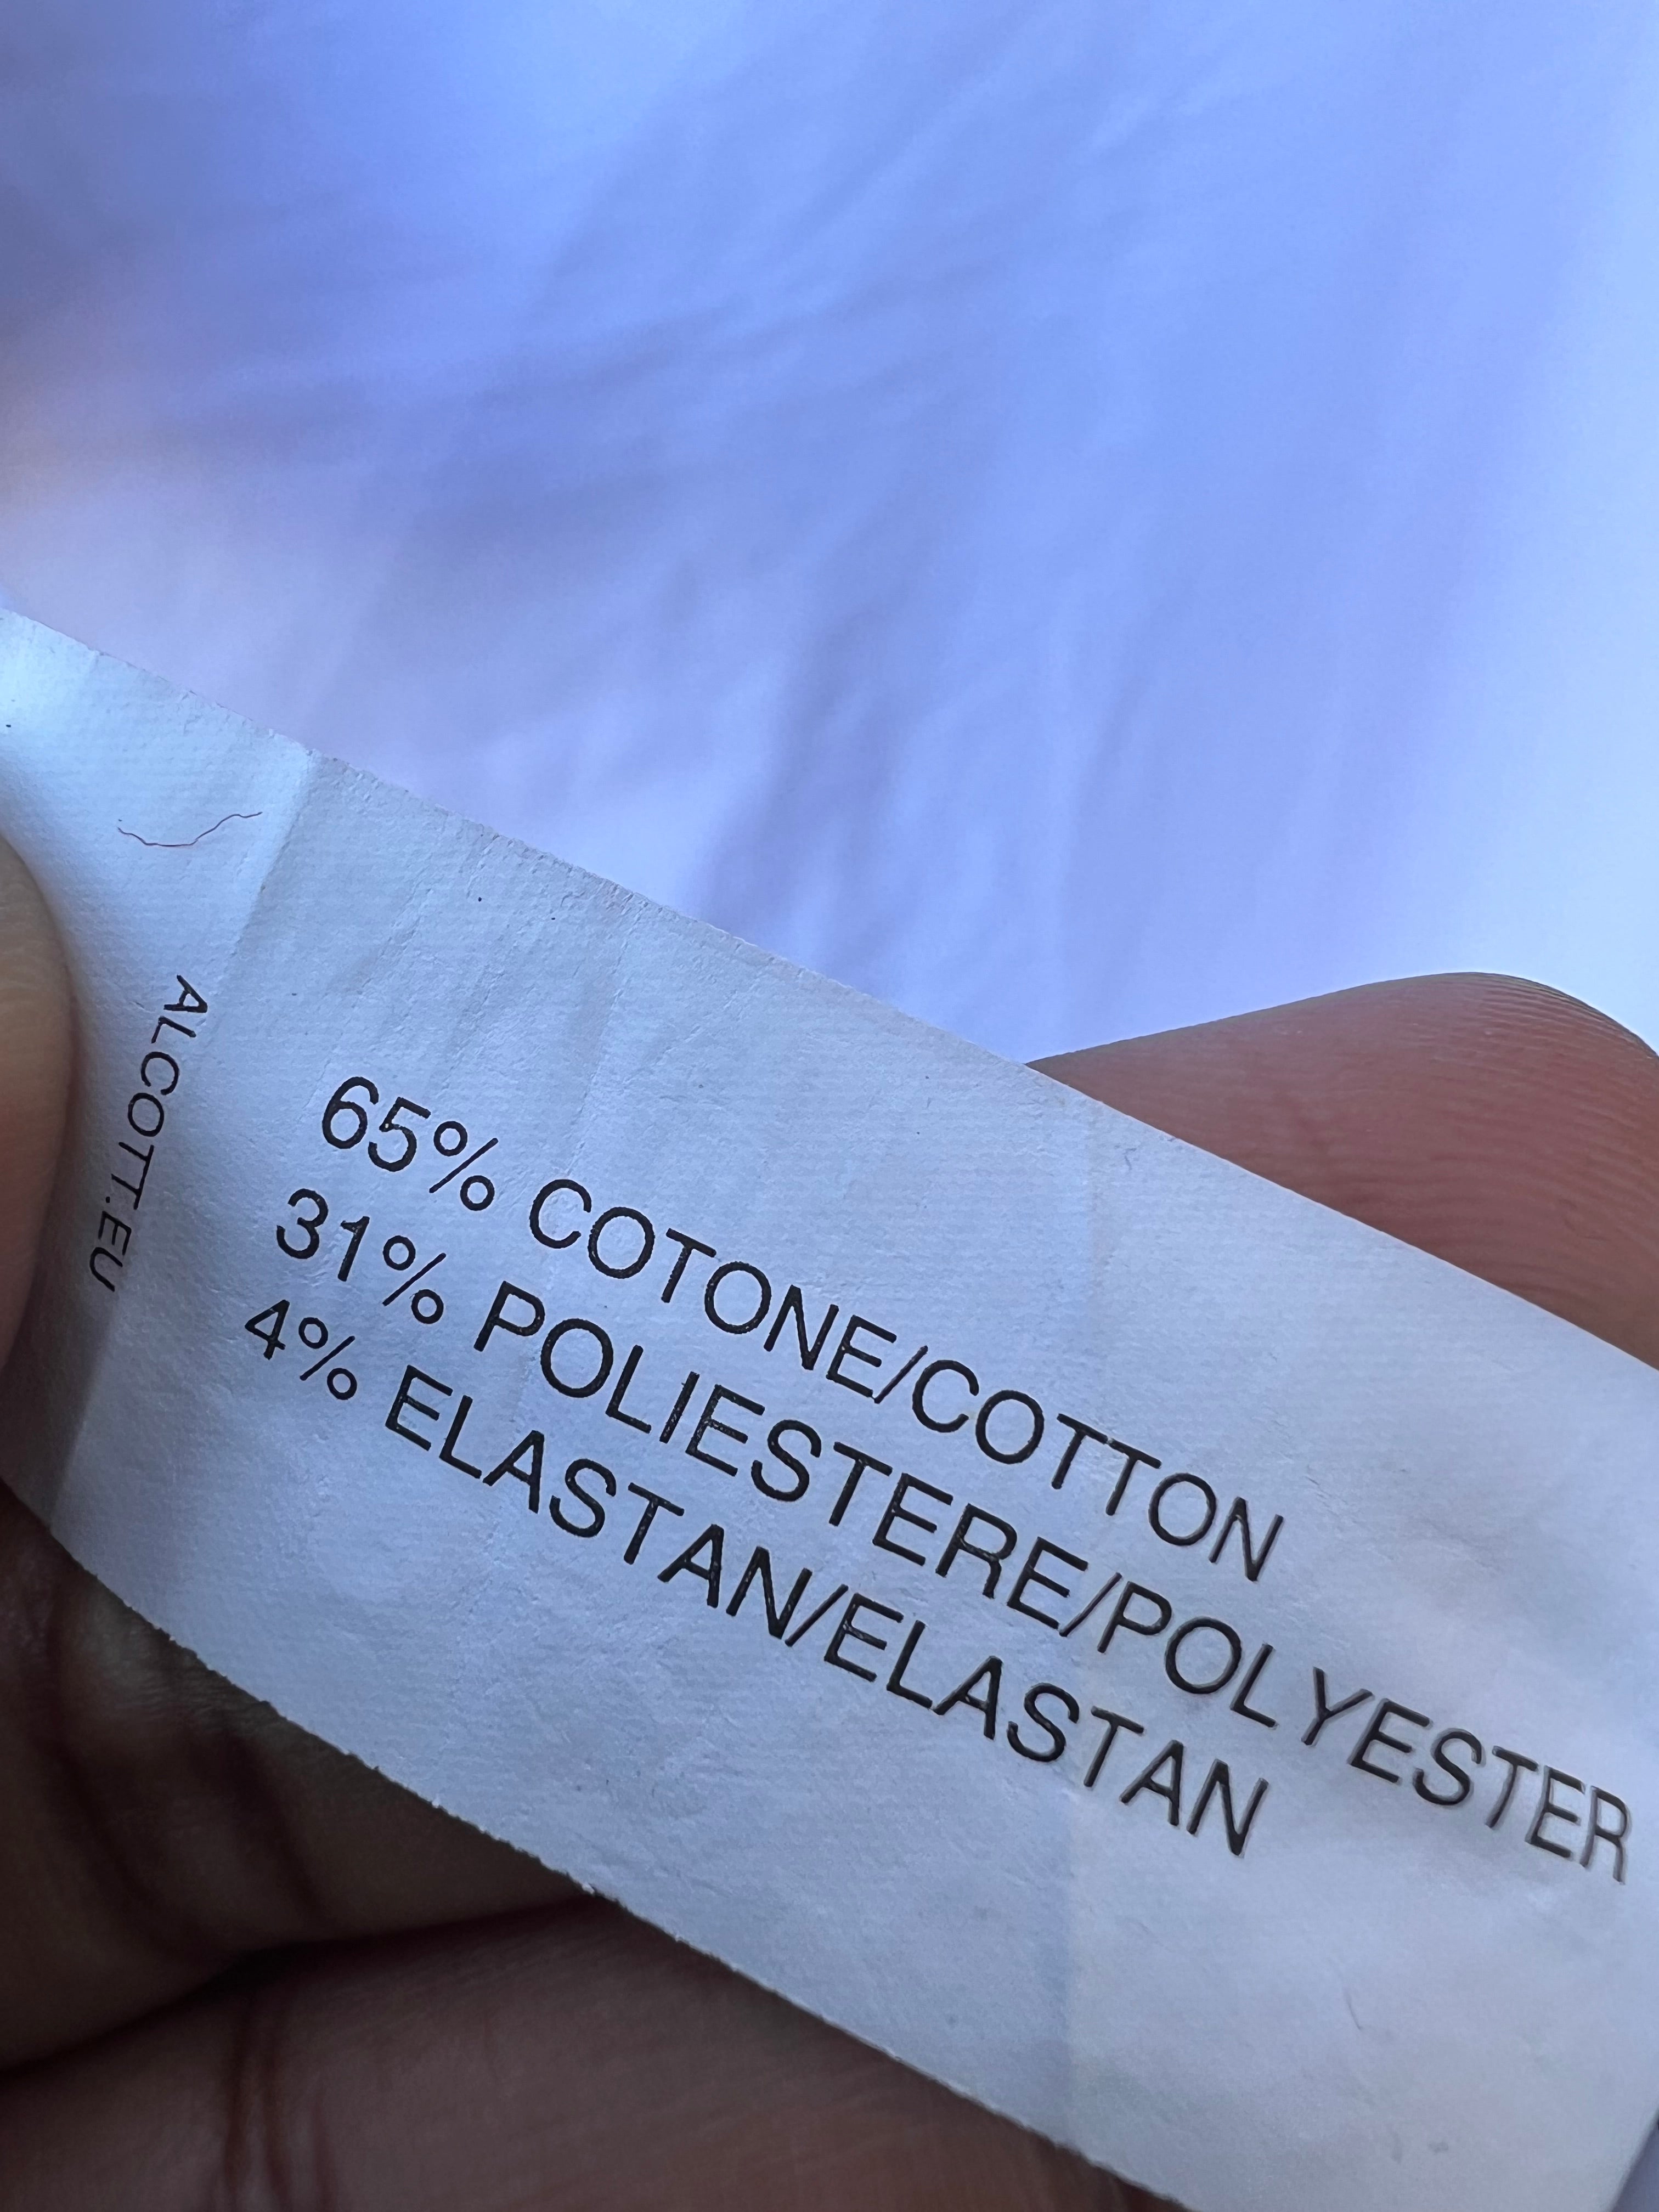 ALCOTT.EU
65% COTONE/COTTON
31% POLIESTERE/POLYESTER
4% ELASTAN/ELASTAN